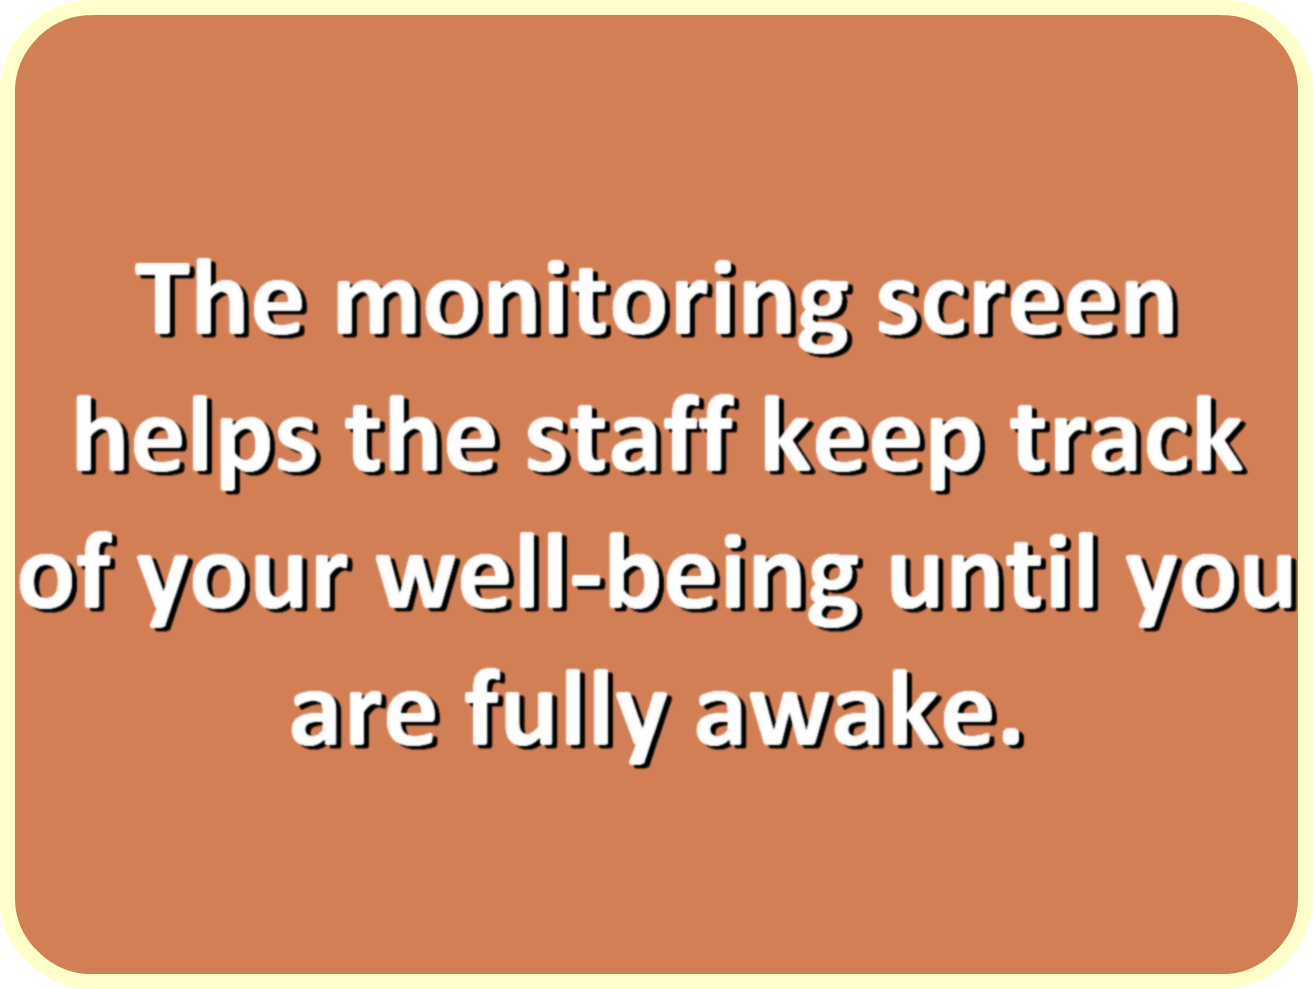 The monitoring screen
helps the staff keep track
of your well-being until you
are fully awake.